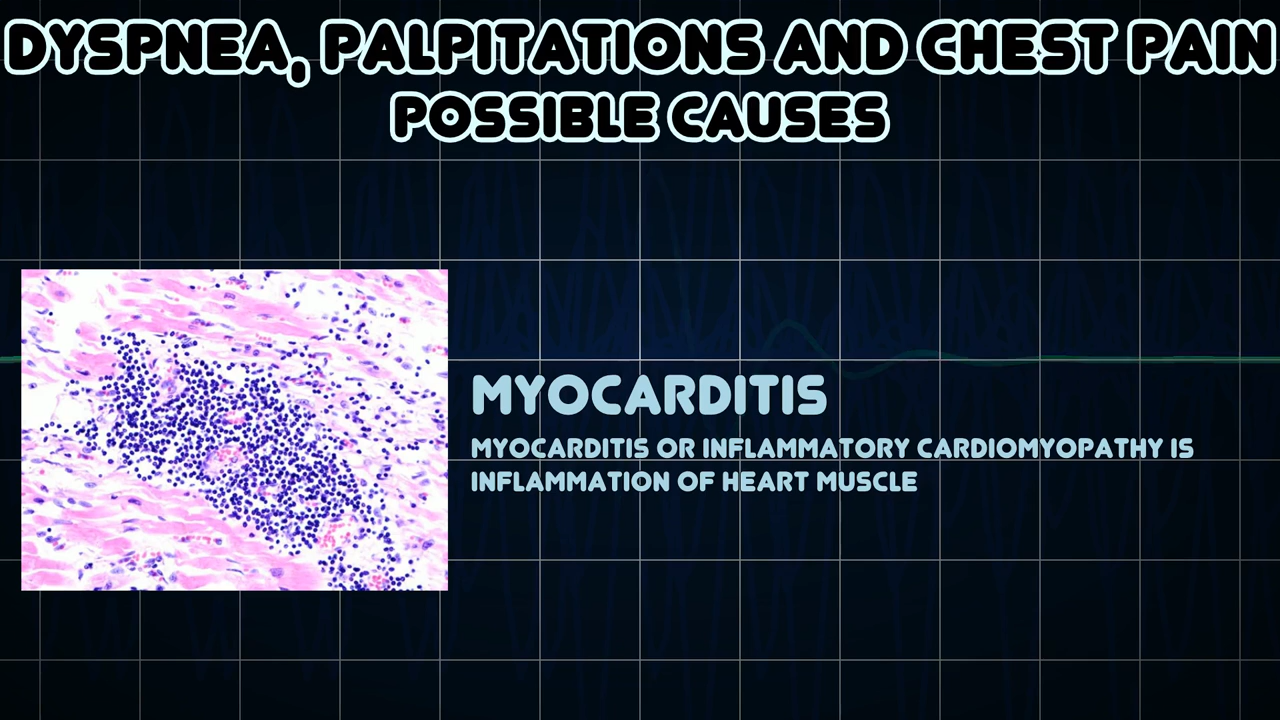 DYSPNEA, PALPITATIONS AND CHEST PAIN
POSSIBLE CAUSES
MYOCARDITIS
MYOCARDITIS OR INFLAMMATORY CARDIOMYOPATHY IS
INFLAMMATION OF HEART MUSCLE